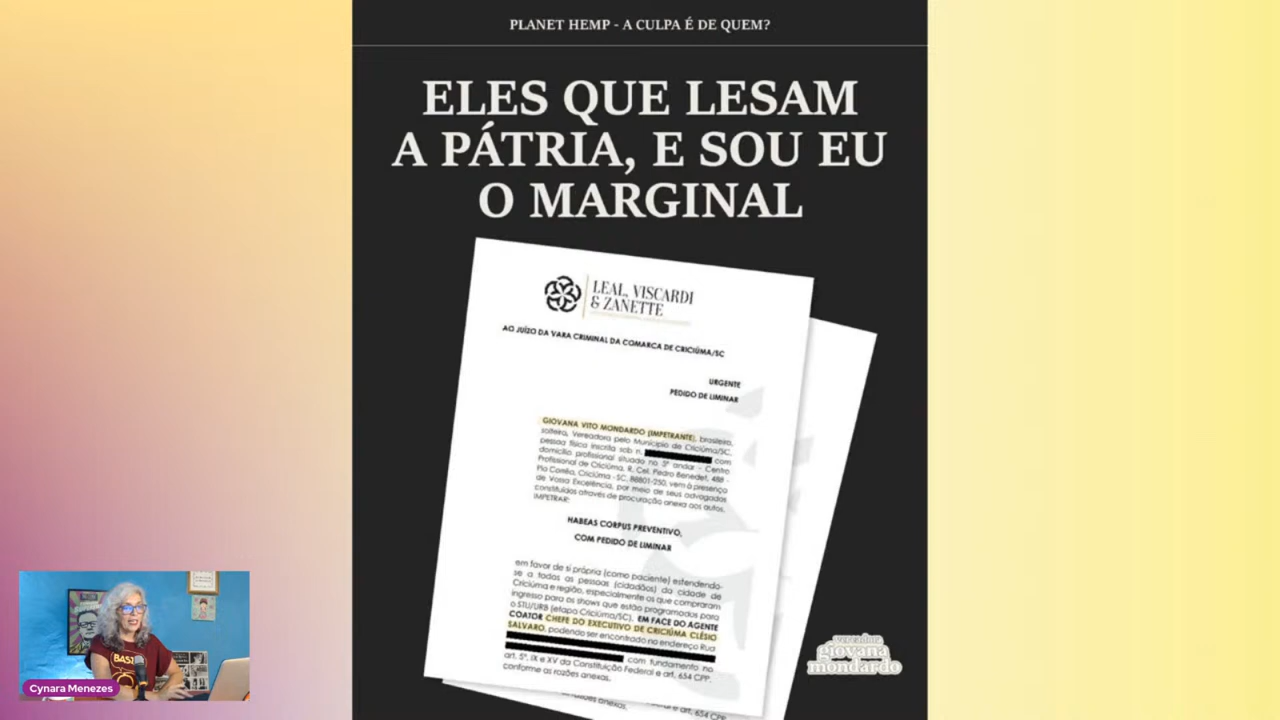 PLANET HEMP - A CULPA É DE QUEM?
ELES QUE LESAM
A PÁTRIA, E SOU EU
O MARGINAL
LEAL, VISCARDI
& ZANETTE
AO JUÍZO DA VARA CRIMINAL DA COMARCA DE CRICIÚMA/SC
URGENTE
PEDIDO DE LIMINAR
GIOVANA VITO MONDARDO (IMPETRANTE), brasileira,
solteira, Vereadora pelo Município de Criciúma/SC,
pessoa física inscrita sob n. com
domicílio profissional situado no 5º andar - Centro
Profissional de Criciúma, R. Cel. Pedro Benedet, 488 -
Pio Corrêa, Criciúma - SC, 88801-250, vem à presença
de Vossa Excelência, por meio de seus advogados
constituídos através de procuração anexa aos autos,
IMPETRAR:
HABEAS CORPUS PREVENTIVO,
COM PEDIDO DE LIMINAR
em favor de si própria (como paciente) estendendo-
se a todas as pessoas (cidadãos) da cidade de
Criciúma e região, especialmente os que compraram
ingresso para os shows que estão programados para
o STU/URB (etapa Criciúma/SC), EM FACE DO AGENTE
COATOR CHEFE DO EXECUTIVO DE CRICIÚMA CLÉSIO
SALVARO, podendo ser encontrado no endereço Rua
com fundamento no
art. 5º, IX e XV da Constituição Federal e art. 654 CPP,
conforme as razões anexas.
anexas.
art. 654 CPP,
vereadora
giovana
mondardo
Cynara Menezes